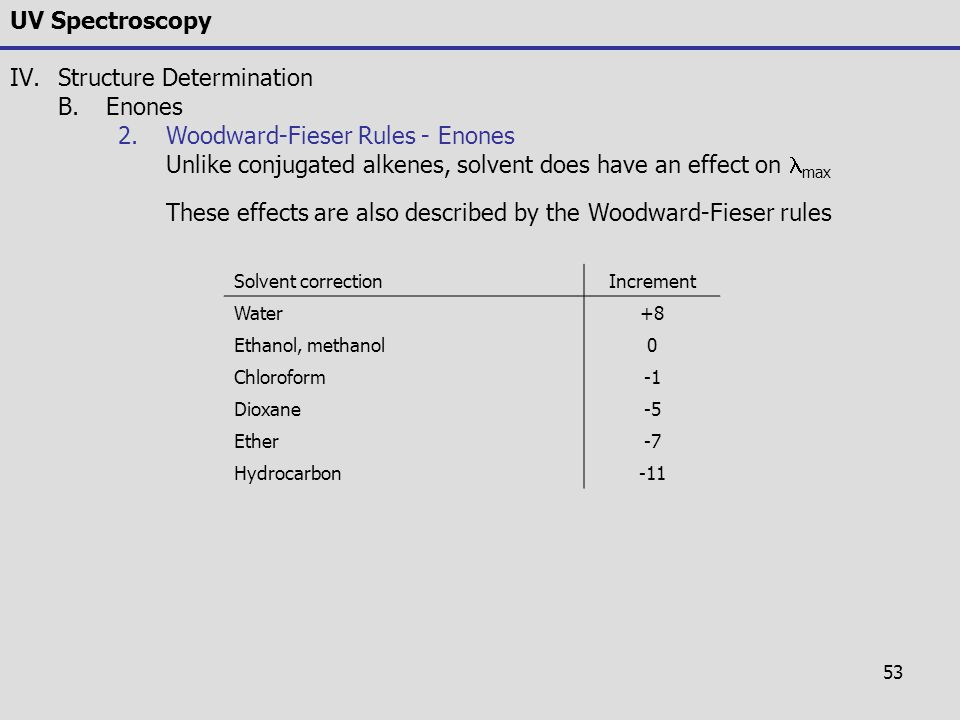 UV Spectroscopy
IV. Structure Determination
B. Enones
2. Woodward-Fieser Rules - Enones
Unlike conjugated alkenes, solvent does have an effect on λmax
These effects are also described by the Woodward-Fieser rules
Solvent correction Increment
Water +8
Ethanol, methanol 0
Chloroform -1
Dioxane -5
Ether -7
Hydrocarbon -11
53